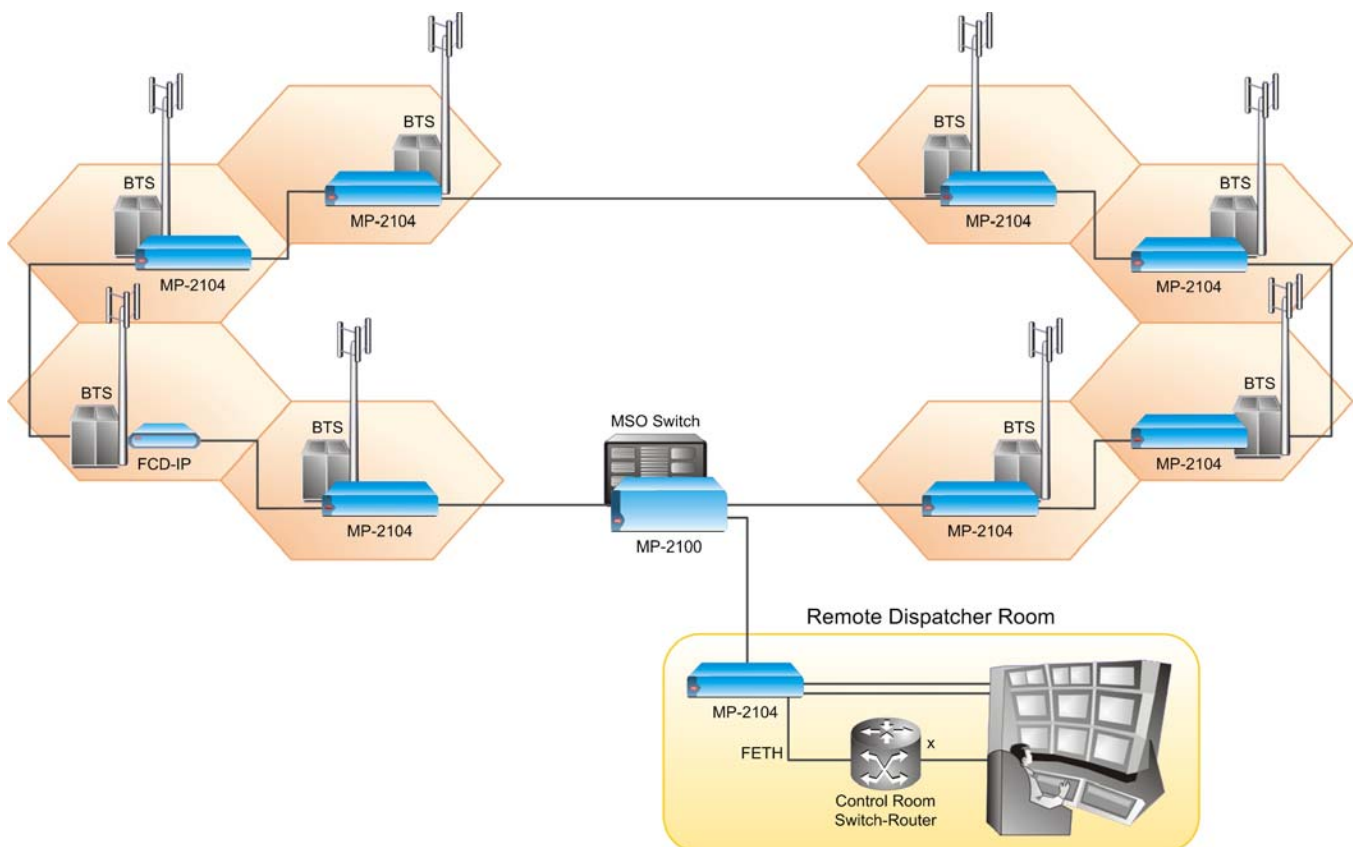 BTS
MP-2104
BTS
MP-2104
BTS
MP-2104
BTS
MP-2104
BTS
FCD-IP
BTS
MP-2104
MSO Switch
MP-2100
BTS
MP-2104
BTS
MP-2104
Remote Dispatcher Room
MP-2104
FETH
x
Control Room
Switch-Router